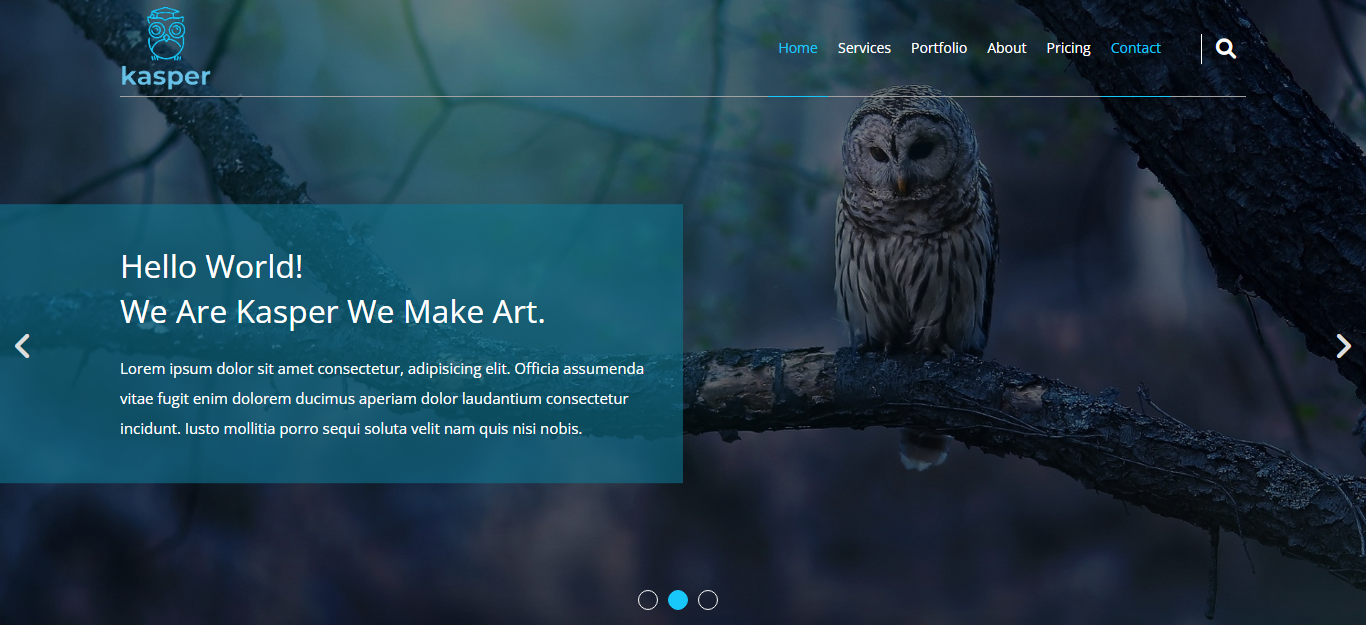 kasper
Home Services Portfolio About Pricing Contact
Hello World!
We Are Kasper We Make Art.
Lorem ipsum dolor sit amet consectetur, adipisicing elit. Officia assumenda
vitae fugit enim dolorem ducimus aperiam dolor laudantium consectetur
incidunt. Iusto mollitia porro sequi soluta velit nam quis nisi nobis.